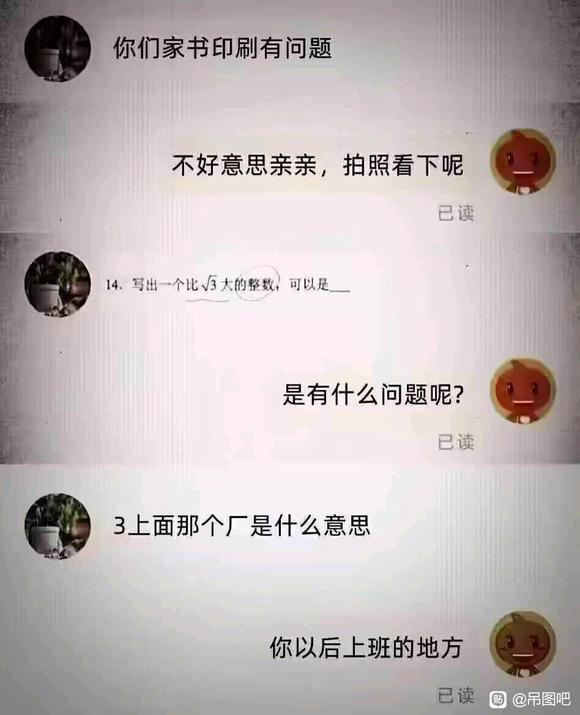 你们家书印刷有问题
不好意思亲亲，拍照看下呢
已读
14. 写出一个比√3大的整数，可以是___
是有什么问题呢?
已读
3上面那个厂是什么意思
你以后上班的地方
已读
贴 @吊图吧